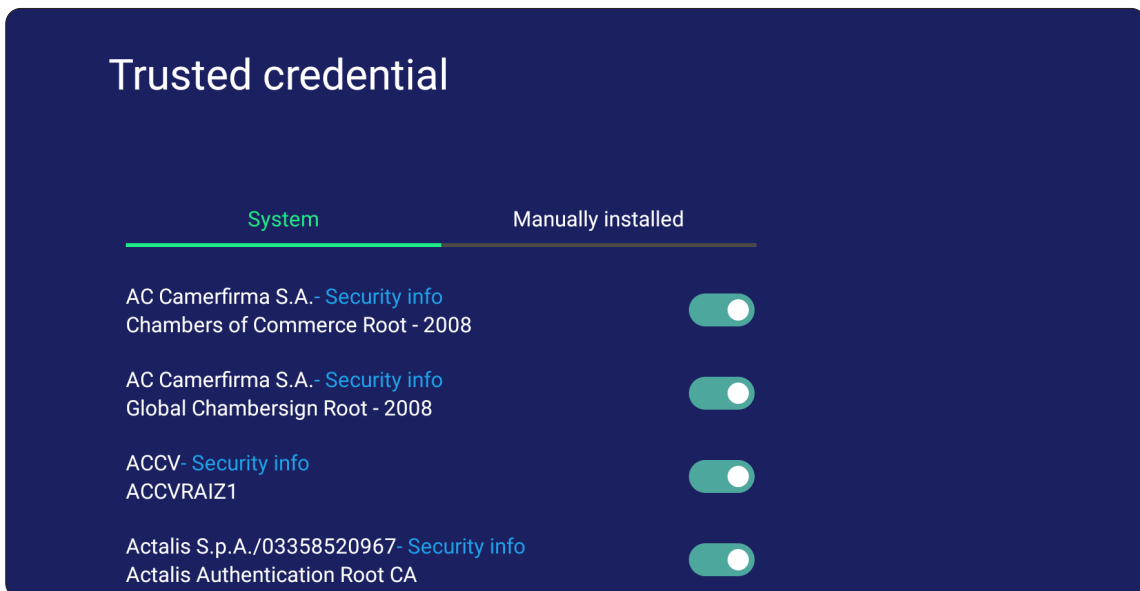 Trusted credential
System Manually installed
AC Camerfirma S.A.- Security info
Chambers of Commerce Root - 2008
AC Camerfirma S.A.- Security info
Global Chambersign Root - 2008
ACCV- Security info
ACCVRAIZ1
Actalis S.p.A./03358520967- Security info
Actalis Authentication Root CA